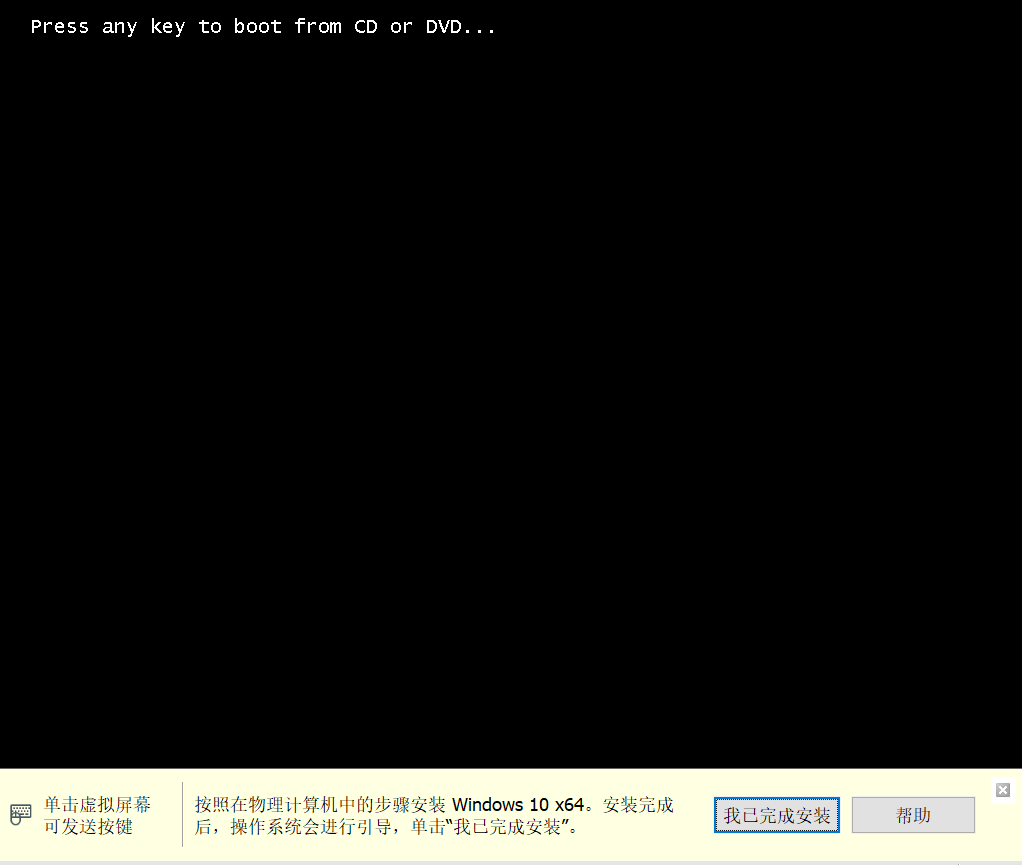 Press any key to boot from CD or DVD...
单击虚拟屏幕
可发送按键
按照在物理计算机中的步骤安装 Windows 10 x64。安装完成
后，操作系统会进行引导，单击“我已完成安装”。
我已完成安装
帮助